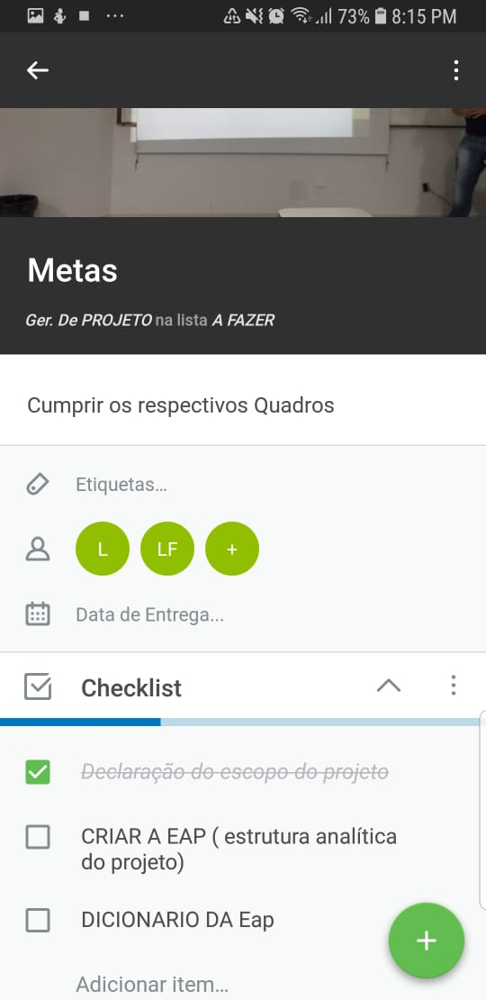 73% 8:15 PM
Metas
Ger. De PROJETO na lista A FAZER
Cumprir os respectivos Quadros
Etiquetas...
L LF +
Data de Entrega...
Checklist
Declaração do escopo do projeto
CRIAR A EAP ( estrutura analítica
do projeto)
DICIONARIO DA Eap
+
Adicionar item...